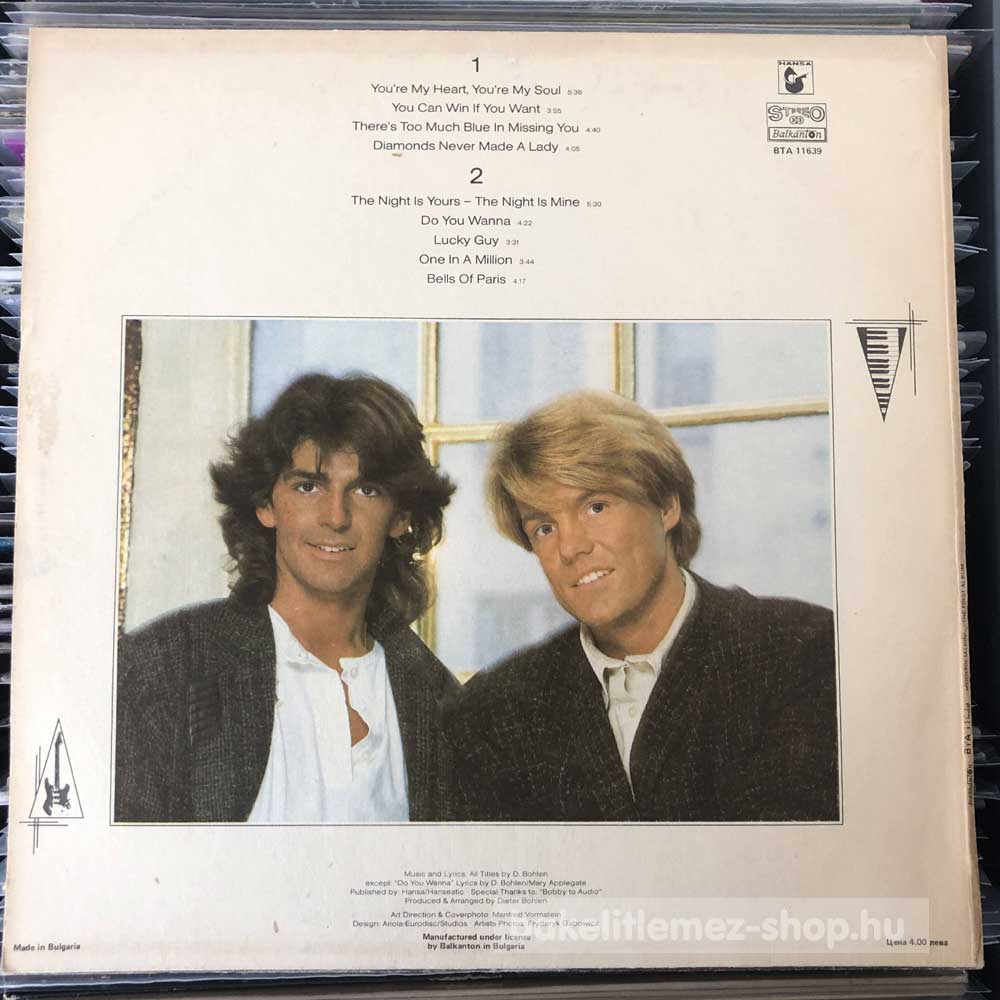 1
You're My Heart, You're My Soul 5:36
You Can Win If You Want 3:55
There's Too Much Blue In Missing You 4:40
Diamonds Never Made A Lady 4:05
2
The Night Is Yours – The Night Is Mine 5:30
Do You Wanna 4:22
Lucky Guy 3:31
One In A Million 3:44
Bells Of Paris 4:17
HANSA
STEREO
Balkanton
BTA 11639
BTA
Music and Lyrics: All Titles by D. Bohlen
except: "Do You Wanna" Lyrics by D. Bohlen/Mary Applegate
Published by: Hansa/Hanseatic · Special Thanks to: "Bobby to Audio"
Produced & Arranged by Dieter Bohlen
Art Direction & Coverphoto: Manfred Vormstein
Design: Ariola-Eurodisc/Studios · Artists Photos: Fryderyk Gabowicz
Manufactured under license
by Balkanton in Bulgaria
Made in Bulgaria
Цена 4.00 лева
bakelitlemez-shop.hu